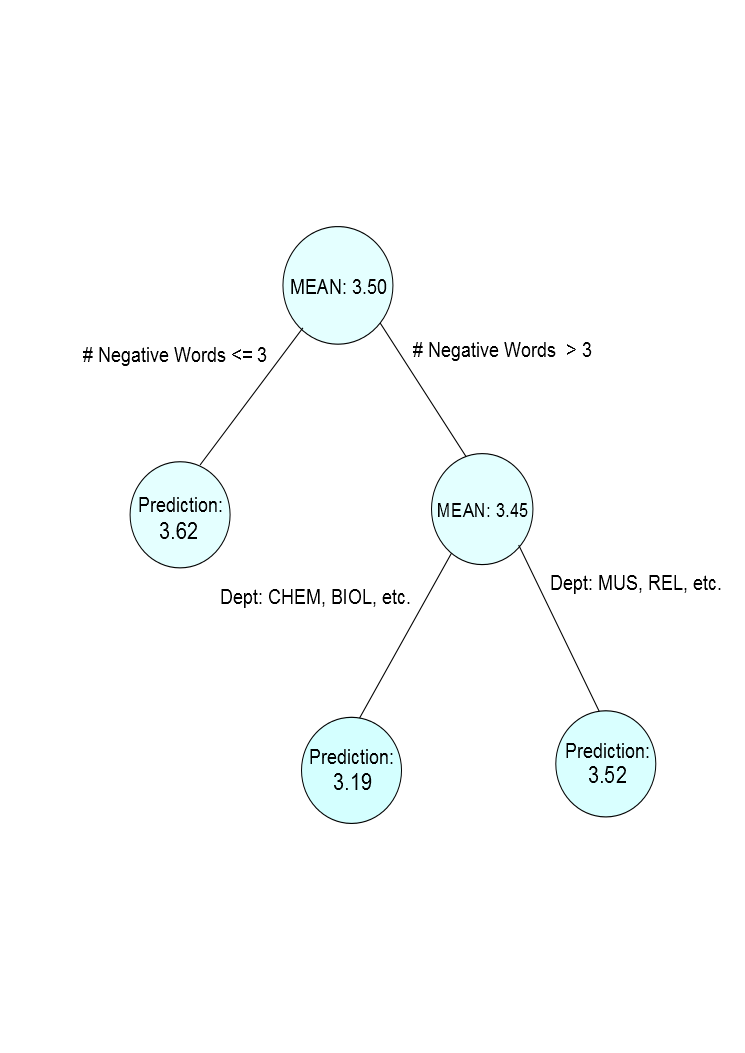 MEAN: 3.50
# Negative Words <= 3
# Negative Words > 3
Prediction:
3.62
MEAN: 3.45
Dept: CHEM, BIOL, etc.
Dept: MUS, REL, etc.
Prediction:
3.19
Prediction:
3.52